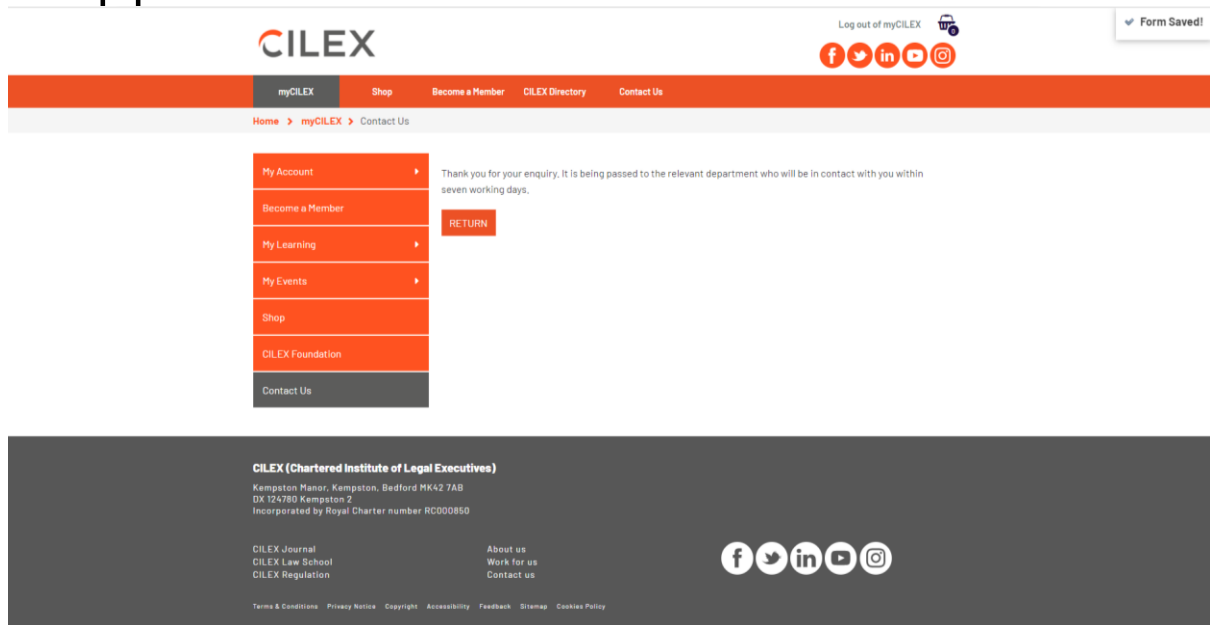 Log out of myCILEX
0
Form Saved!
CILEX
myCILEX Shop Become a Member CILEX Directory Contact Us
Home > myCILEX > Contact Us
My Account
Become a Member
My Learning
My Events
Shop
CILEX Foundation
Contact Us
Thank you for your enquiry. It is being passed to the relevant department who will be in contact with you within
seven working days.
RETURN
CILEX (Chartered Institute of Legal Executives)
Kempston Manor, Kempston, Bedford MK42 7AB
DX 124780 Kempston 2
Incorporated by Royal Charter number RC000850
CILEX Journal
CILEX Law School
CILEX Regulation
About us
Work for us
Contact us
Terms & Conditions Privacy Notice Copyright Accessibility Feedback Sitemap Cookies Policy